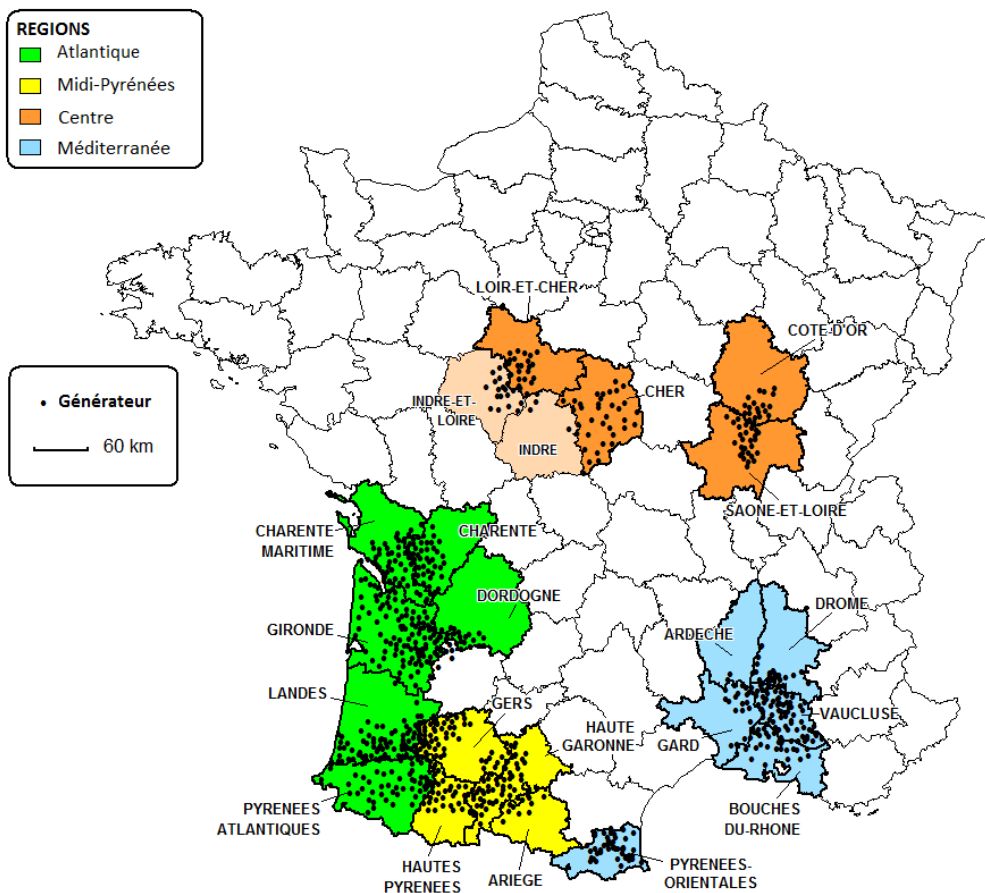 REGIONS
Atlantique
Midi-Pyrénées
Centre
Méditerranée
LOIR-ET-CHER
COTE D'OR
Générateur
60 km
INDRE-ET-
LOIRE
CHER
INDRE
SAONE-ET-LOIRE
CHARENTE
MARITIME
CHARENTE
DORDOGNE
DROME
ARDECHE
GIRONDE
LANDES
GERS
HAUTE
GARONNE
GARD
VAUCLUSE
PYRENEES
ATLANTIQUES
BOUCHES
DU-RHONE
HAUTES
PYRENEES
ARIEGE
PYRENEES-
ORIENTALES